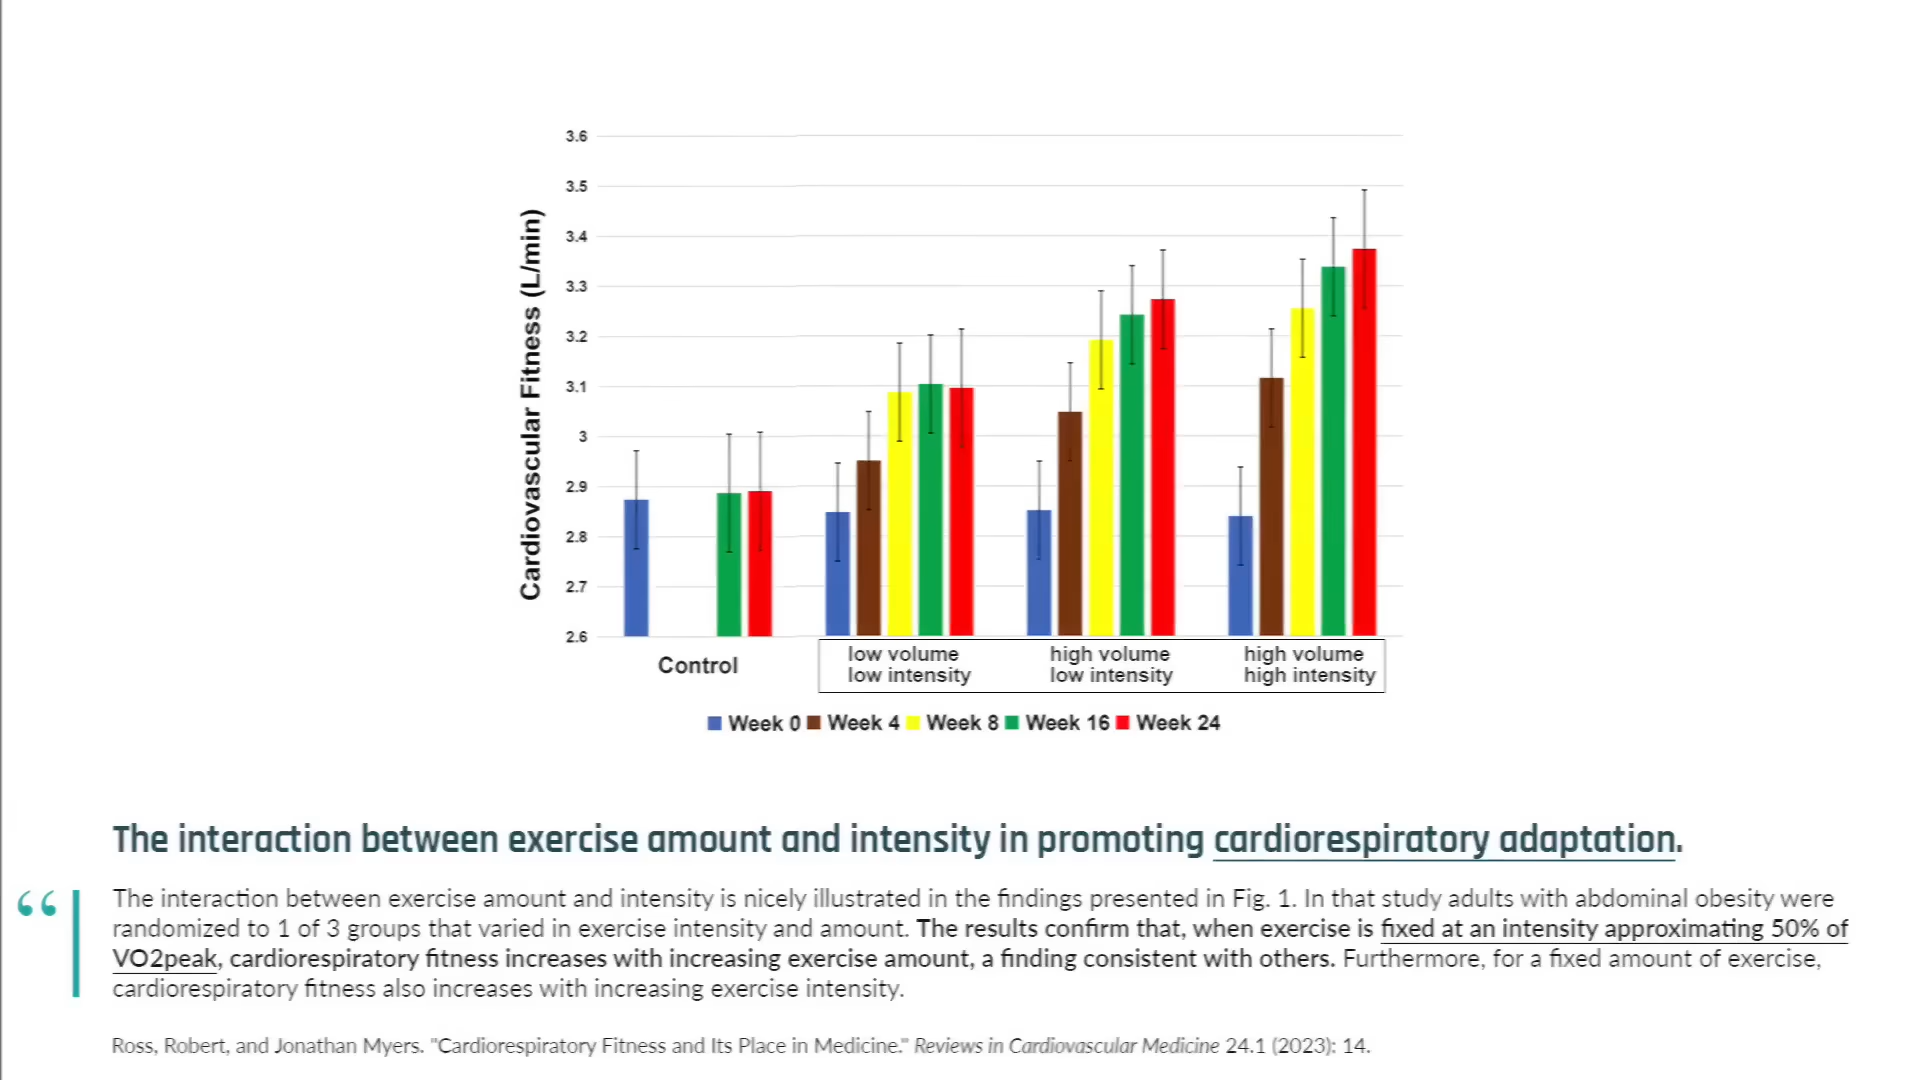 3.6
3.5
3.4
3.3
3.2
3.1
3
2.9
2.8
2.7
2.6
Cardiovascular Fitness (L/min)
Control
low volume
low intensity
high volume
low intensity
high volume
high intensity
Week 0 Week 4 Week 8 Week 16 Week 24
The interaction between exercise amount and intensity in promoting cardiorespiratory adaptation.
“
The interaction between exercise amount and intensity is nicely illustrated in the findings presented in Fig. 1. In that study adults with abdominal obesity were
randomized to 1 of 3 groups that varied in exercise intensity and amount. The results confirm that, when exercise is fixed at an intensity approximating 50% of
VO2peak, cardiorespiratory fitness increases with increasing exercise amount, a finding consistent with others. Furthermore, for a fixed amount of exercise,
cardiorespiratory fitness also increases with increasing exercise intensity.
Ross, Robert, and Jonathan Myers. "Cardiorespiratory Fitness and Its Place in Medicine." Reviews in Cardiovascular Medicine 24.1 (2023): 14.